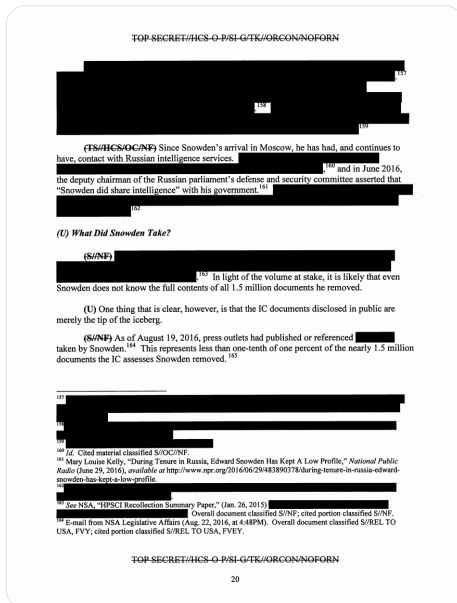 TOP SECRET//HCS-O-P/SI-G/TK//ORCON/NOFORN
157
158
159
(TS//HCS/OC/NF) Since Snowden's arrival in Moscow, he has had, and continues to
have, contact with Russian intelligence services.
,160 and in June 2016,
the deputy chairman of the Russian parliament's defense and security committee asserted that
"Snowden did share intelligence" with his government.161
162
(U) What Did Snowden Take?
(S//NF)
.163 In light of the volume at stake, it is likely that even
Snowden does not know the full contents of all 1.5 million documents he removed.
(U) One thing that is clear, however, is that the IC documents disclosed in public are
merely the tip of the iceberg.
(S//NF) As of August 19, 2016, press outlets had published or referenced
taken by Snowden.164 This represents less than one-tenth of one percent of the nearly 1.5 million
documents the IC assesses Snowden removed. 165
157
158
159
160 Id. Cited material classified S//OC//NF.
161 Mary Louise Kelly, "During Tenure in Russia, Edward Snowden Has Kept A Low Profile," National Public
Radio (June 29, 2016), available at http://www.npr.org/2016/06/29/483890378/during-tenure-in-russia-edward-
snowden-has-kept-a-low-profile.
162
163 See NSA, "HPSCI Recollection Summary Paper," (Jan. 26, 2015)
Overall document classified S//NF; cited portion classified S//NF.
164 E-mail from NSA Legislative Affairs (Aug. 22, 2016, at 4:48PM). Overall document classified S//REL TO
USA, FVY; cited portion classified S//REL TO USA, FVEY.
TOP SECRET//HCS-O-P/SI-G/TK//ORCON/NOFORN
20